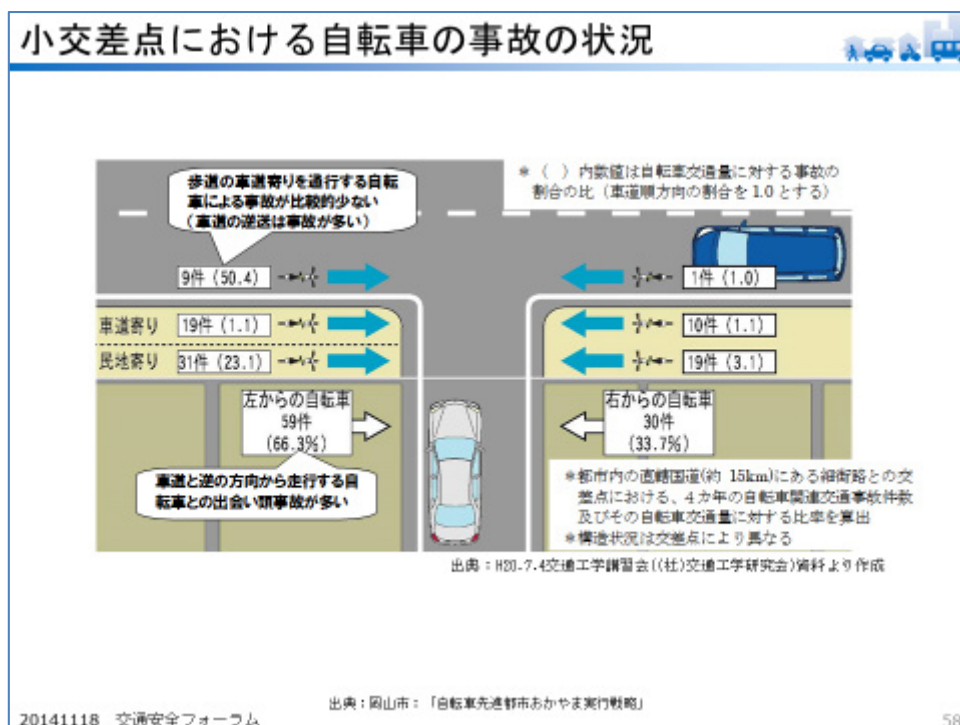 小交差点における自転車の事故の状況
歩道の車道寄りを通行する自転
車による事故が比較的少ない
(車道の逆送は事故が多い)
* ( ) 内数値は自転車交通量に対する事故の
割合の比 (車道順方向の割合を1.0とする)
9件 (50.4)
1件 (1.0)
車道寄り
19件 (1.1)
10件 (1.1)
民地寄り
31件 (23.1)
19件 (3.1)
左からの自転車
59件
(66.3%)
右からの自転車
30件
(33.7%)
車道と逆の方向から走行する自
転車との出会い頭事故が多い
*都市内の直轄国道(約 15km)にある細街路との交
差点における、4カ年の自転車関連交通事故件数
及びその自転車交通量に対する比率を算出
*構造状況は交差点により異なる
出典:H20.7.4交通工学講習会((社)交通工学研究会)資料より作成
出典:岡山市:「自転車先進都市おかやま実行戦略」
20141118 交通安全フォーラム
58